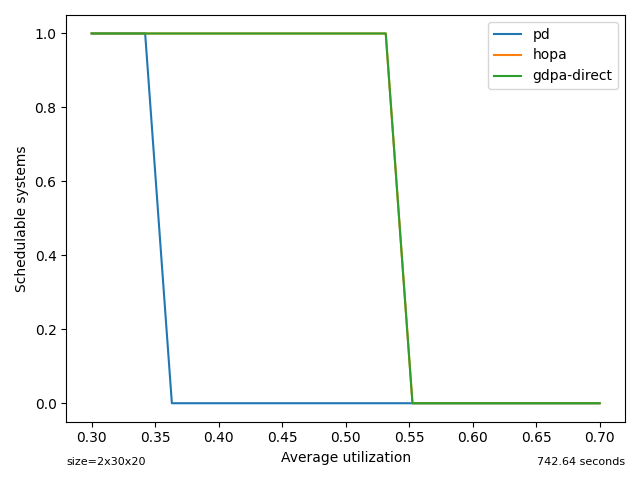 pd
hopa
gdpa-direct
Schedulable systems
1.0
0.8
0.6
0.4
0.2
0.0
0.30 0.35 0.40 0.45 0.50 0.55 0.60 0.65 0.70
Average utilization
size=2x30x20
742.64 seconds